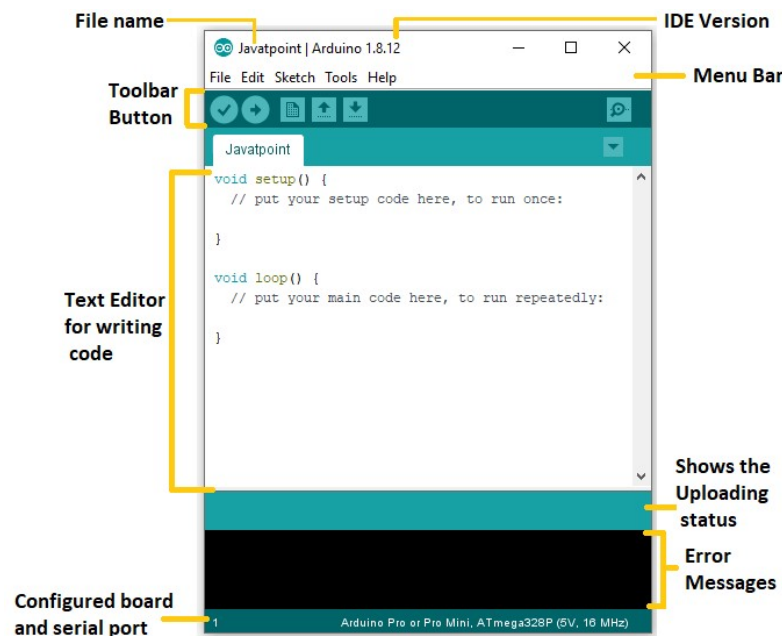 File name
IDE Version
Javatpoint | Arduino 1.8.12
File Edit Sketch Tools Help
Menu Bar
Toolbar
Button
Javatpoint
void setup() {
// put your setup code here, to run once:
}
void loop() {
// put your main code here, to run repeatedly:
}
Text Editor
for writing
code
Shows the
Uploading
status
Error
Messages
Configured board
and serial port
1
Arduino Pro or Pro Mini, ATmega328P (5V, 16 MHz)